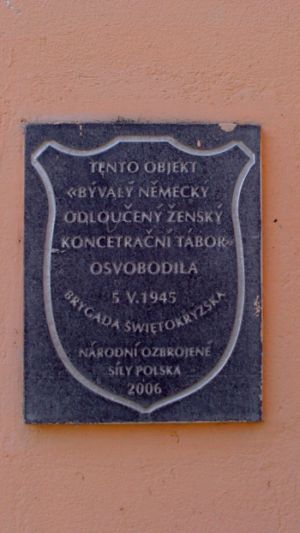 TENTO OBJEKT
«BÝVALÝ NĚMECKÝ
ODLOUČENÝ ŽENSKÝ
KONCETRAČNÍ TÁBOR»
OSVOBODILA
5 V.1945
BRYGADA ŚWIĘTOKRZYSKA
NÁRODNÍ OZBROJENÉ
SÍLY POLSKA
2006